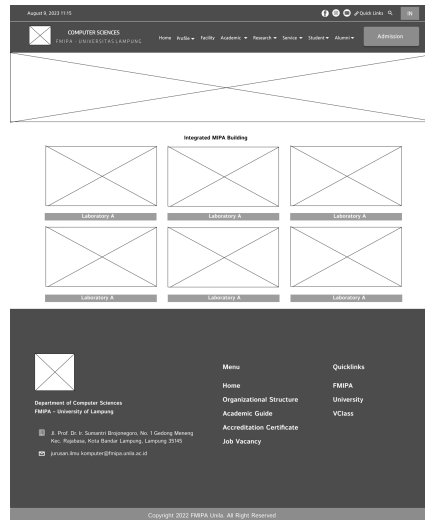 August 9, 2023 11:15
Quick Links
IN
COMPUTER SCIENCES
FMIPA - UNIVERSITAS LAMPUNG
Home Profile Facility Academic Research Service Student Alumni
Admission
Integrated MIPA Building
Laboratory A
Laboratory A
Laboratory A
Laboratory A
Laboratory A
Laboratory A
Department of Computer Sciences
FMIPA – University of Lampung
Jl. Prof. Dr. Ir. Sumantri Brojonegoro, No. 1 Gedong Meneng
Kec. Rajabasa, Kota Bandar Lampung, Lampung 35145
jurusan.ilmu komputer@fmipa.unila.ac.id
Menu
Home
Organizational Structure
Academic Guide
Accreditation Certificate
Job Vacancy
Quicklinks
FMIPA
University
VClass
Copyright 2022 FMIPA Unila. All Right Reserved